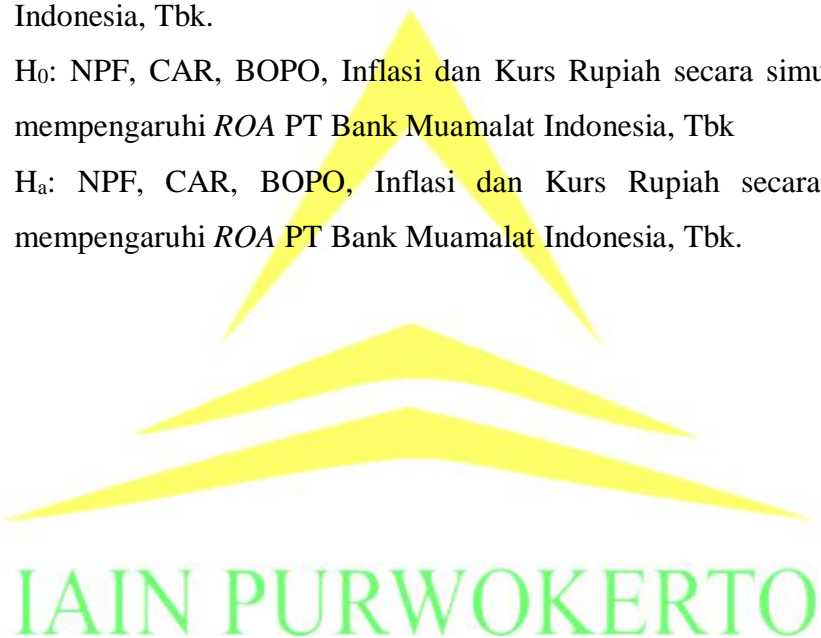 Indonesia, Tbk.
H₀: NPF, CAR, BOPO, Inflasi dan Kurs Rupiah secara
mempengaruhi ROA PT Bank Muamalat Indonesia, Tbk
Hₐ: NPF, CAR, BOPO, Inflasi dan Kurs Rupiah secara
mempengaruhi ROA PT Bank Muamalat Indonesia, Tbk.
IAIN PURWOKERTO